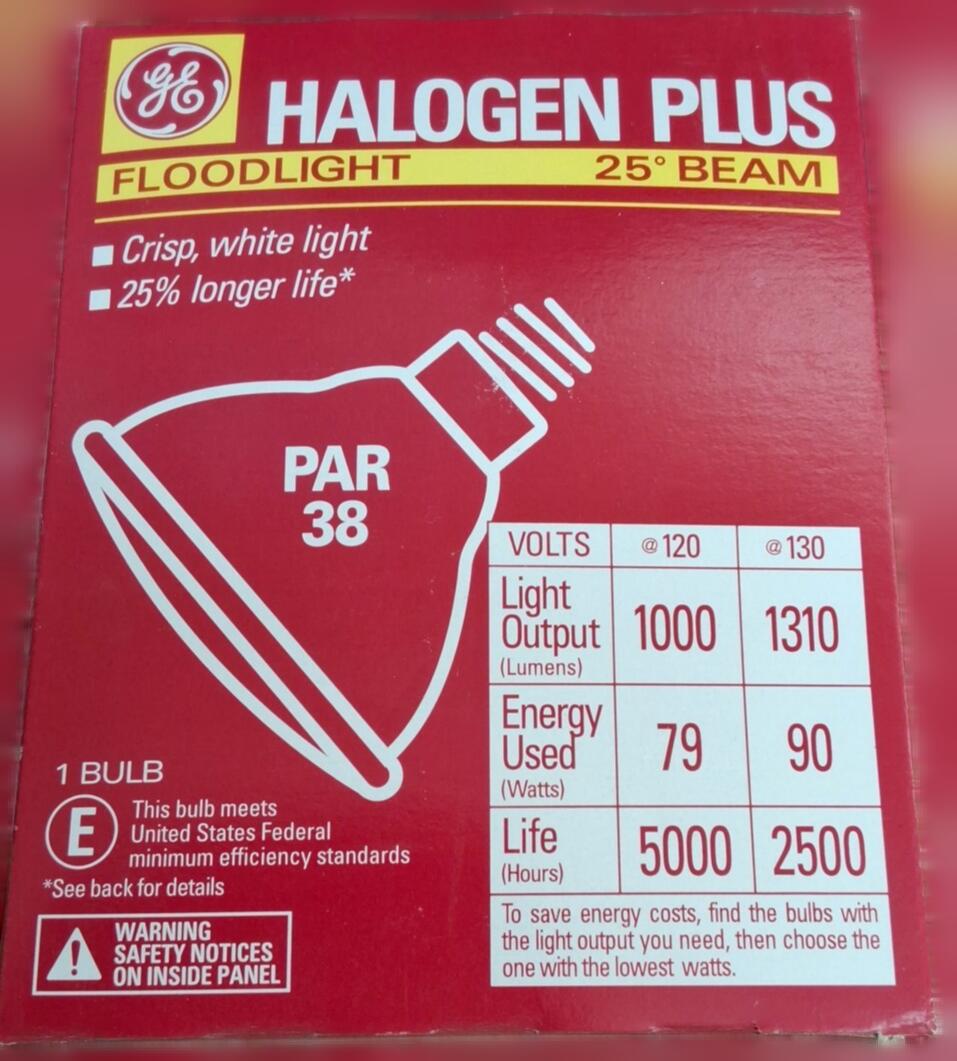 GE
HALOGEN PLUS
FLOODLIGHT 25° BEAM
Crisp, white light
25% longer life*
PAR
38
VOLTS @ 120 @ 130
Light
Output
(Lumens) 1000 1310
Energy
Used
(Watts) 79 90
Life
(Hours) 5000 2500
To save energy costs, find the bulbs with
the light output you need, then choose the
one with the lowest watts.
1 BULB
E
This bulb meets
United States Federal
minimum efficiency standards
*See back for details
WARNING
SAFETY NOTICES
ON INSIDE PANEL